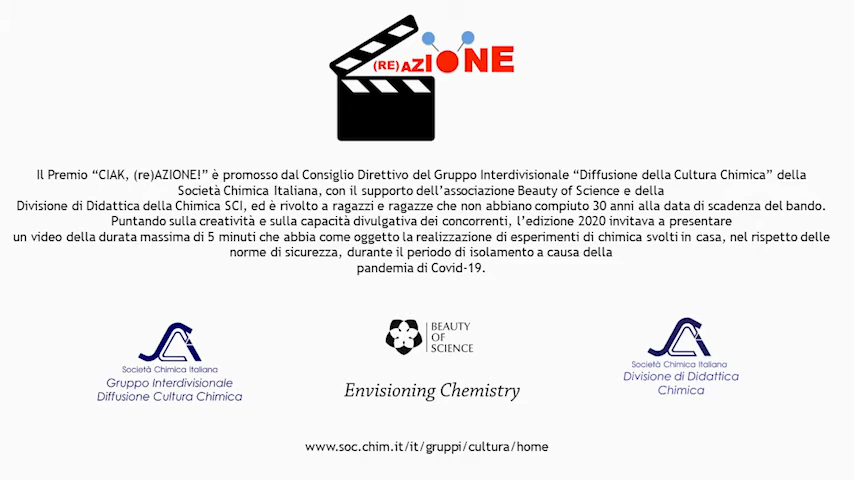 (RE)AZIONE
Il Premio “CIAK, (re)AZIONE!” è promosso dal Consiglio Direttivo del Gruppo Interdivisionale “Diffusione della Cultura Chimica” della
Società Chimica Italiana, con il supporto dell’associazione Beauty of Science e della
Divisione di Didattica della Chimica SCI, ed è rivolto a ragazzi e ragazze che non abbiano compiuto 30 anni alla data di scadenza del bando.
Puntando sulla creatività e sulla capacità divulgativa dei concorrenti, l’edizione 2020 invitava a presentare
un video della durata massima di 5 minuti che abbia come oggetto la realizzazione di esperimenti di chimica svolti in casa, nel rispetto delle
norme di sicurezza, durante il periodo di isolamento a causa della
pandemia di Covid-19.
SCI
Società Chimica Italiana
Gruppo Interdivisionale
Diffusione Cultura Chimica
BEAUTY
OF
SCIENCE
Envisioning Chemistry
SCI
Società Chimica Italiana
Divisione di Didattica
Chimica
www.soc.chim.it/it/gruppi/cultura/home